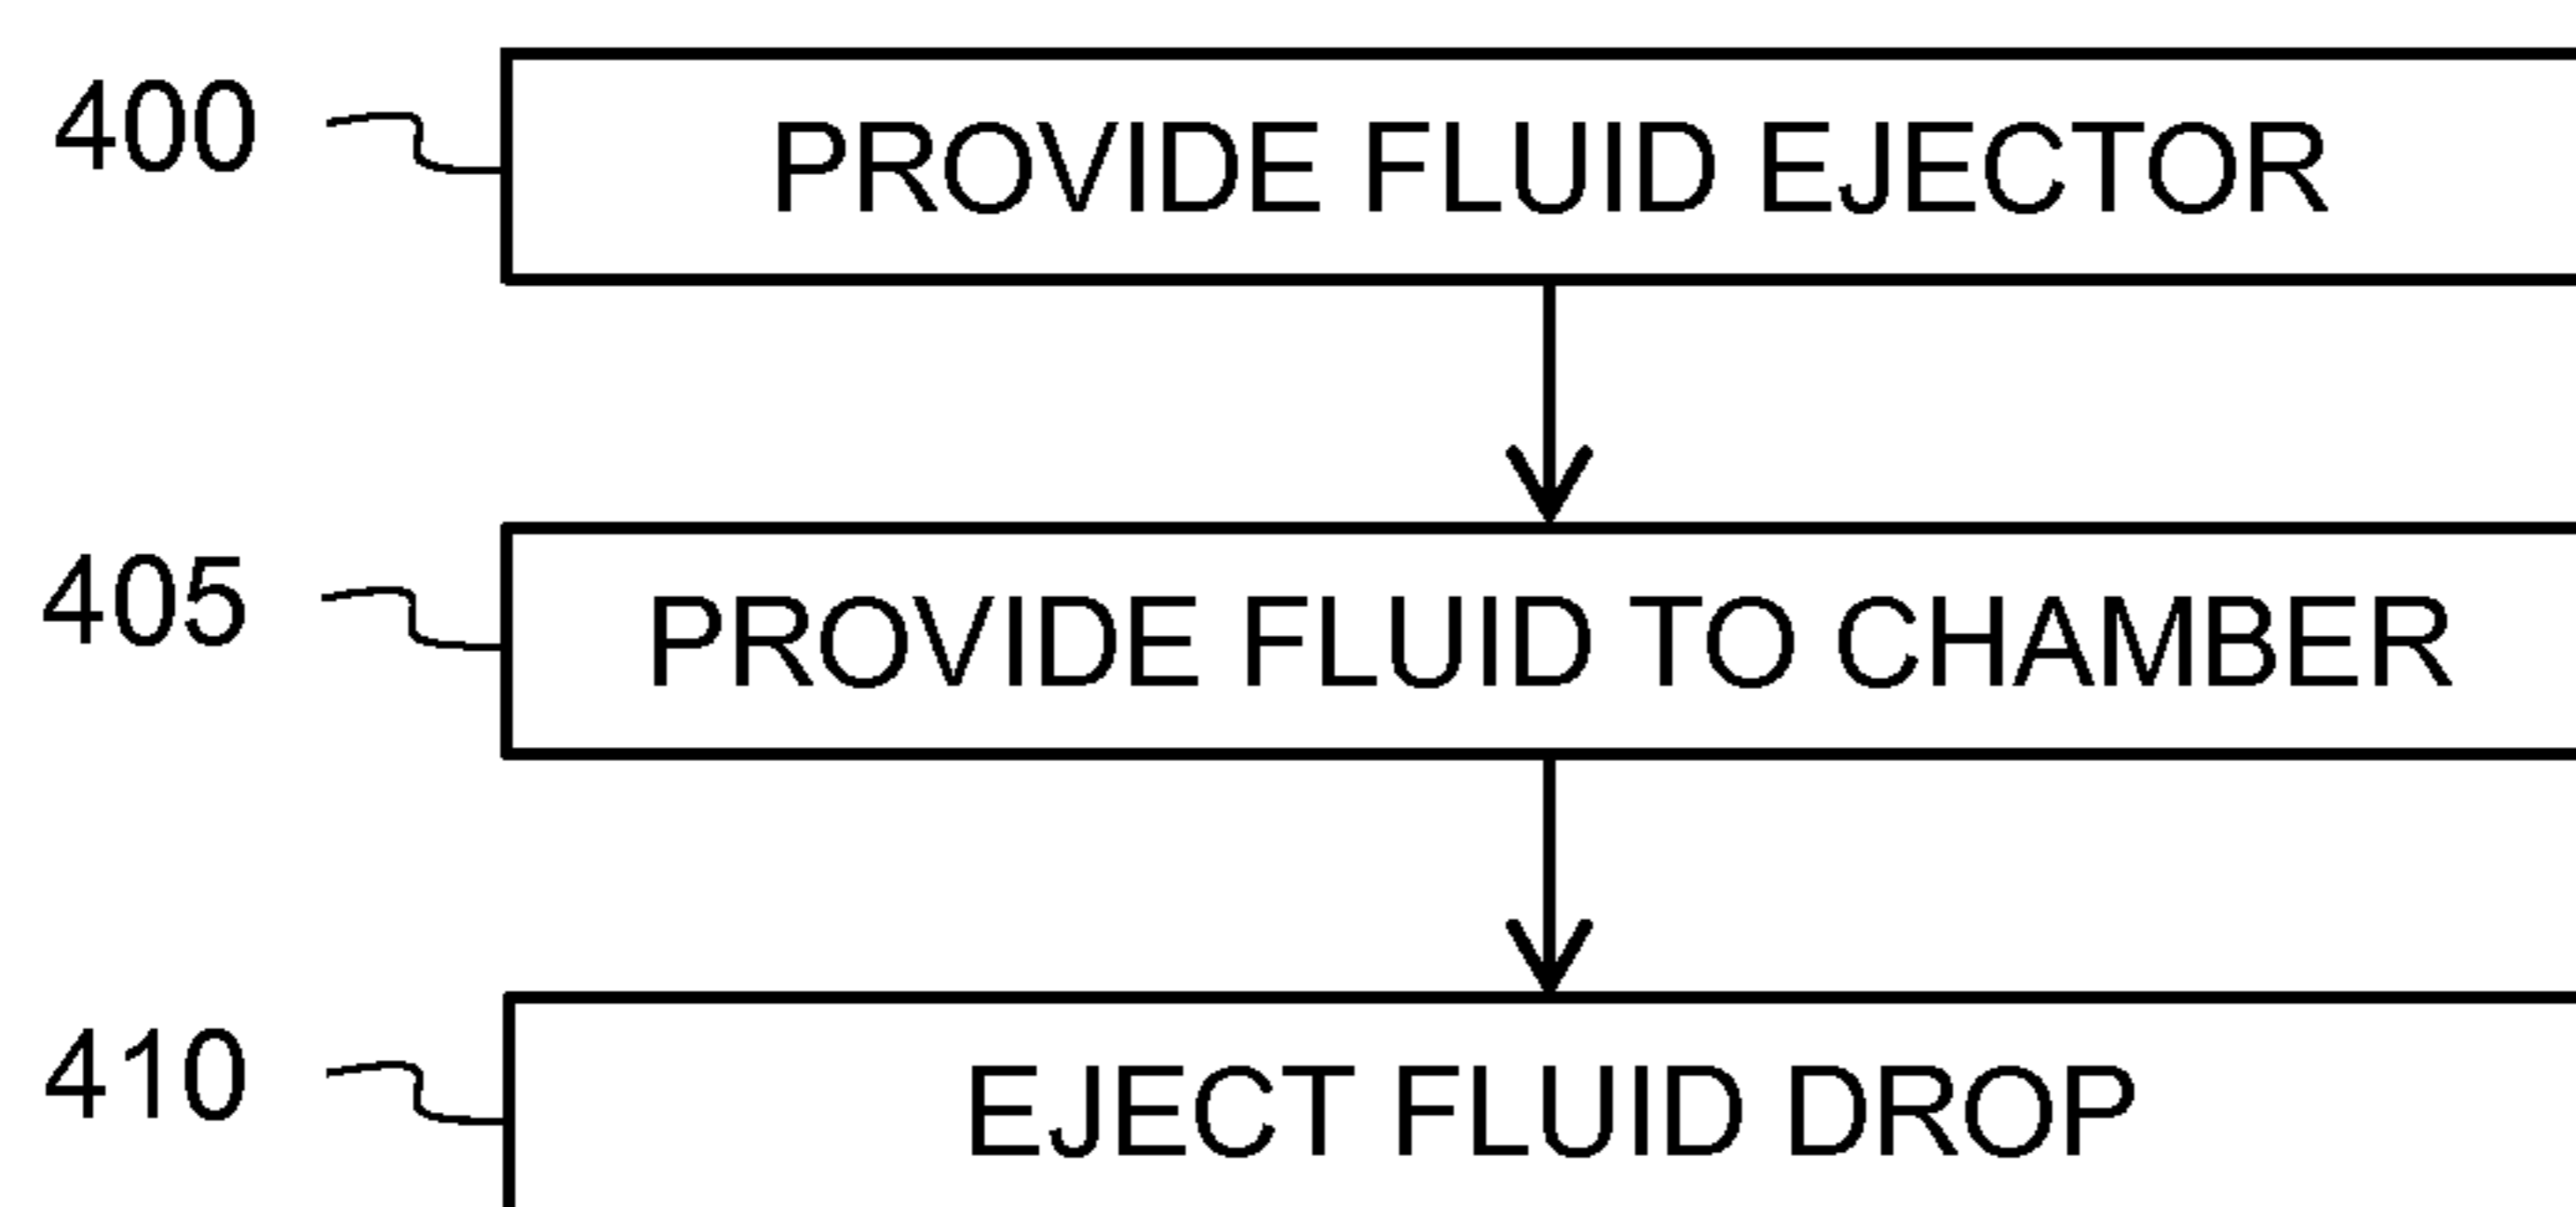 400 PROVIDE FLUID EJECTOR
405 PROVIDE FLUID TO CHAMBER
410 EJECT FLUID DROP